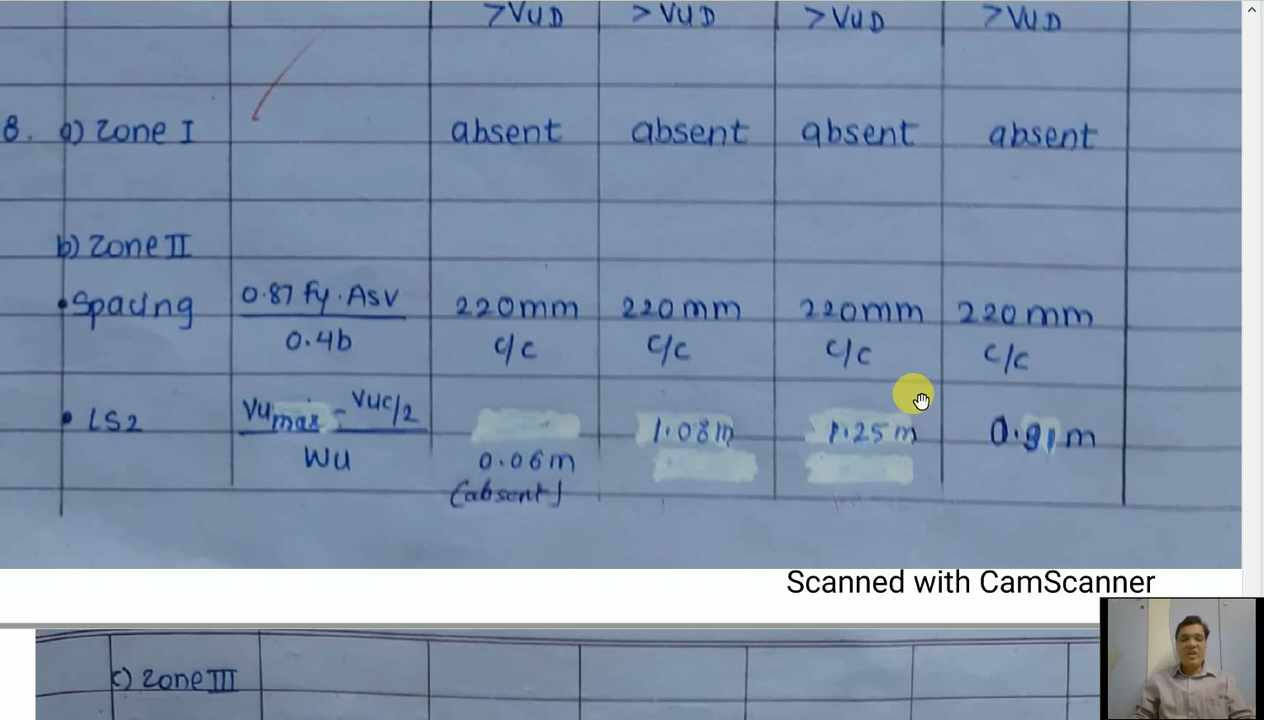 >VUD >VUD >VUD >VUD
8. a) Zone I absent absent absent absent
b) Zone II
•Spacing 0.87 Fy. Asv / 0.4b 220mm c/c 220mm c/c 220mm c/c 220mm c/c
• LS2 Vumax - Vuc/2 / Wu 0.06m (absent) 1.08m 1.25m 0.91m
Scanned with CamScanner
c) Zone III